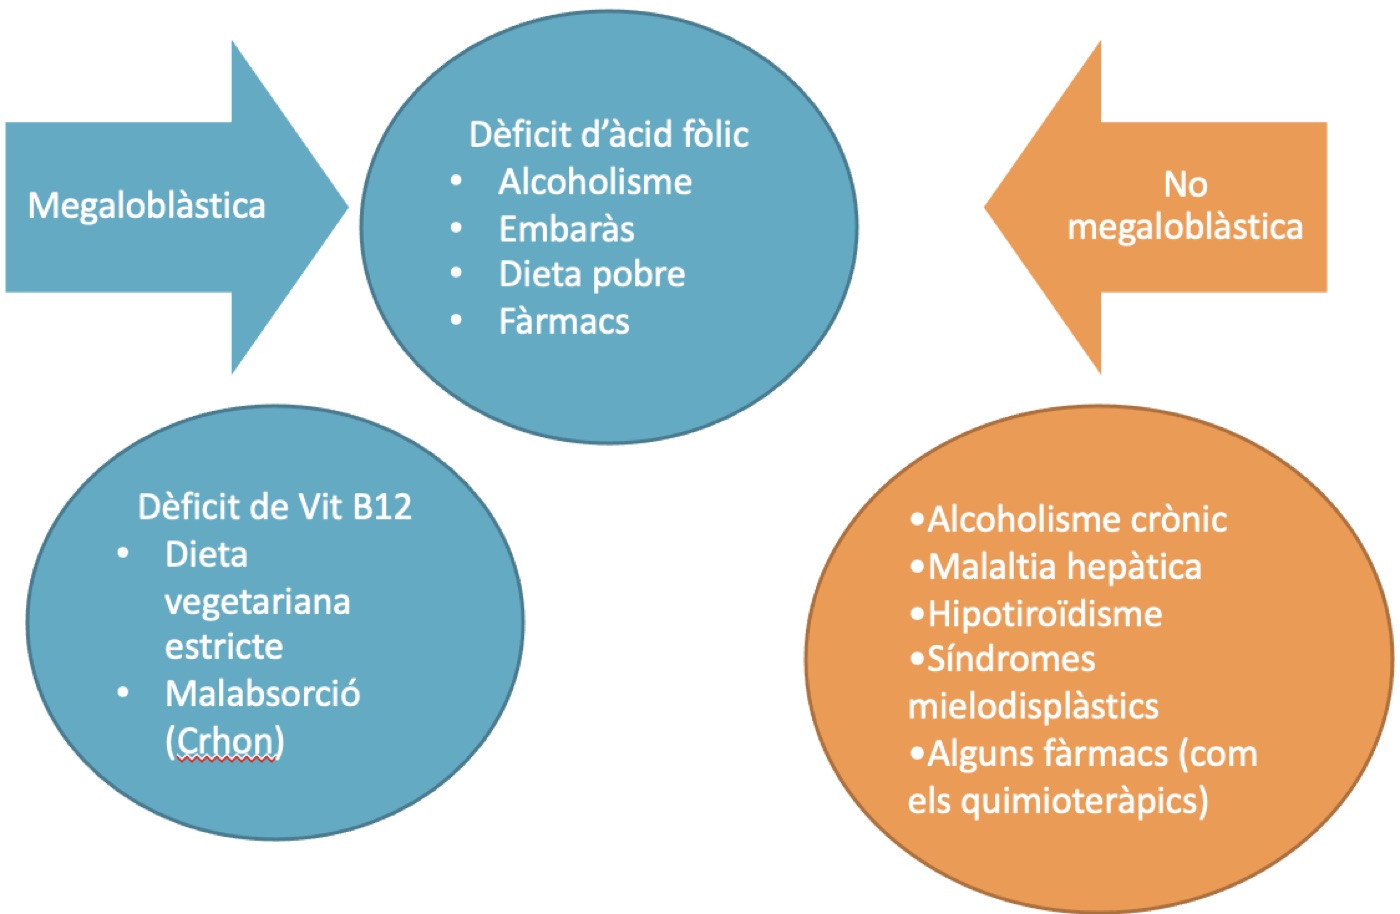 Megaloblàstica
Dèficit d’àcid fòlic
• Alcoholisme
• Embaràs
• Dieta pobre
• Fàrmacs
No
megaloblàstica
Dèficit de Vit B12
• Dieta
vegetariana
estricte
• Malabsorció
(Crhon)
•Alcoholisme crònic
•Malaltia hepàtica
•Hipotiroïdisme
•Síndromes
mielodisplàstics
•Alguns fàrmacs (com
els quimioteràpics)